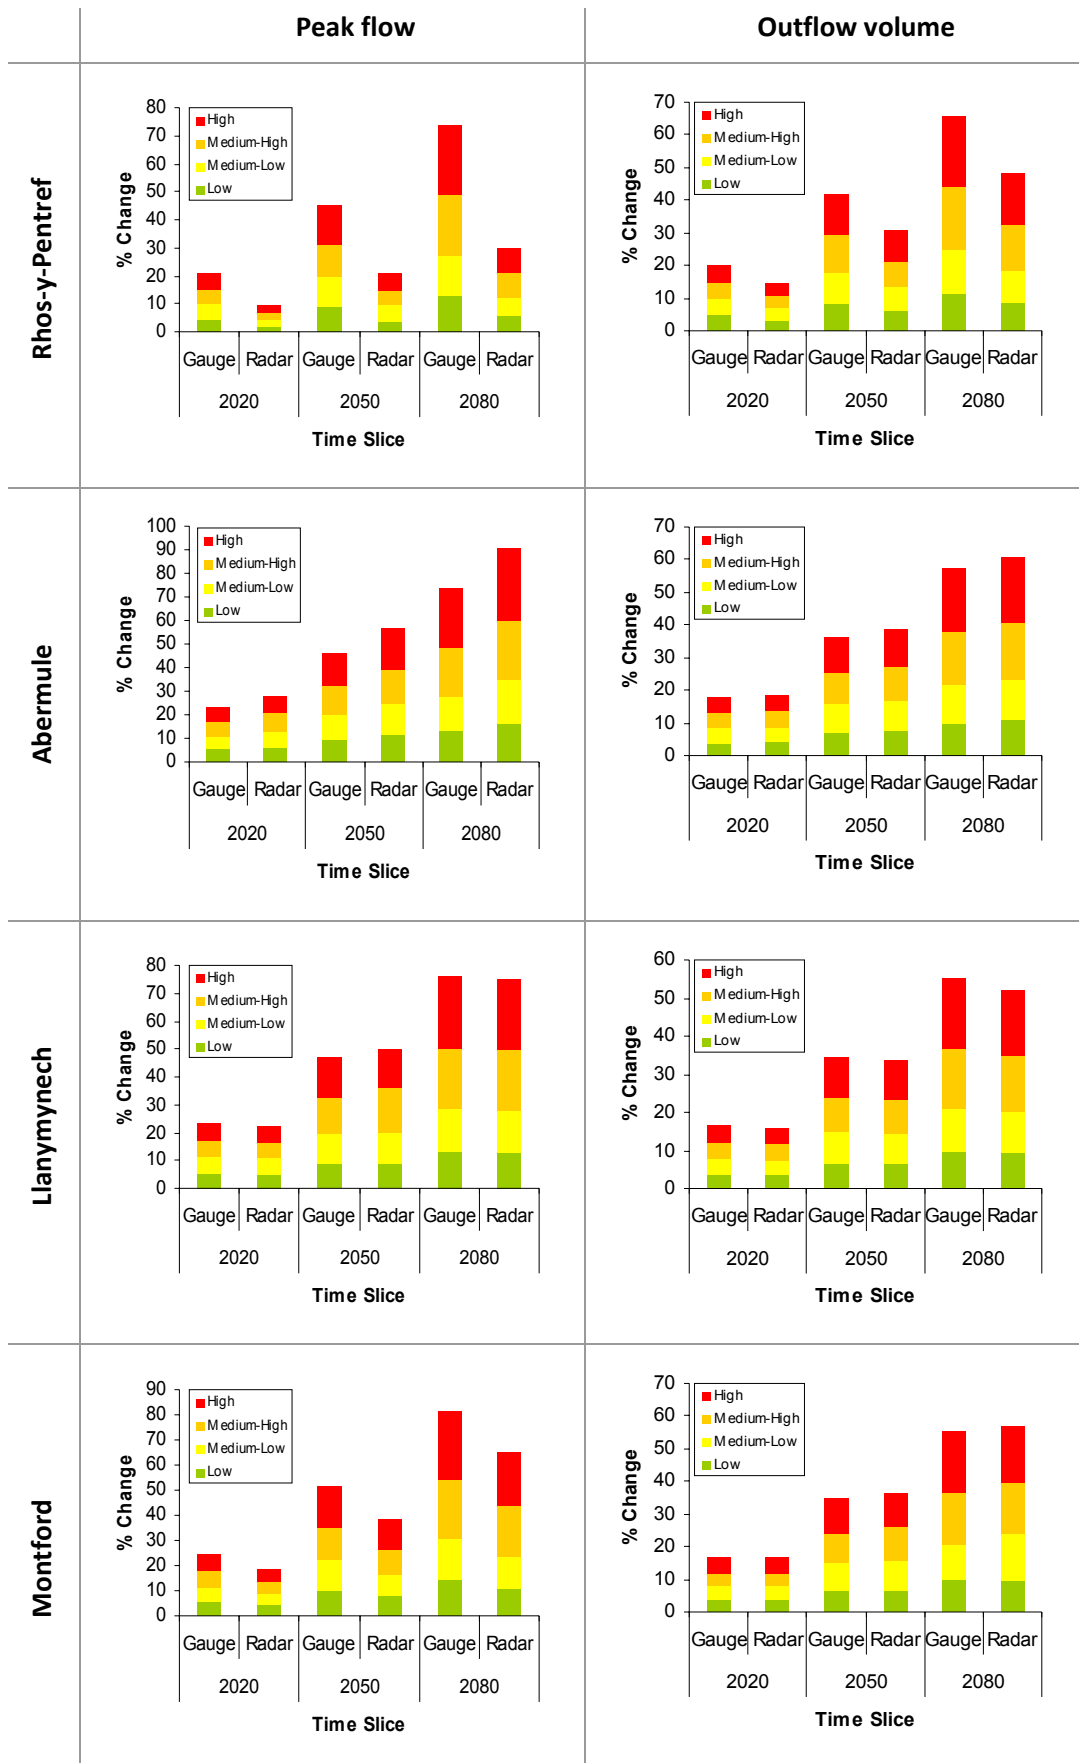 Peak flow Outflow volume
Rhos-y-Pentref
% Change
80
70
60
50
40
30
20
10
0
High
Medium-High
Medium-Low
Low
Gauge Radar Gauge Radar Gauge Radar
2020 2050 2080
Time Slice
% Change
70
60
50
40
30
20
10
0
High
Medium-High
Medium-Low
Low
Gauge Radar Gauge Radar Gauge Radar
2020 2050 2080
Time Slice
Abermule
% Change
100
90
80
70
60
50
40
30
20
10
0
High
Medium-High
Medium-Low
Low
Gauge Radar Gauge Radar Gauge Radar
2020 2050 2080
Time Slice
% Change
70
60
50
40
30
20
10
0
High
Medium-High
Medium-Low
Low
Gauge Radar Gauge Radar Gauge Radar
2020 2050 2080
Time Slice
Llanymynech
% Change
80
70
60
50
40
30
20
10
0
High
Medium-High
Medium-Low
Low
Gauge Radar Gauge Radar Gauge Radar
2020 2050 2080
Time Slice
% Change
60
50
40
30
20
10
0
High
Medium-High
Medium-Low
Low
Gauge Radar Gauge Radar Gauge Radar
2020 2050 2080
Time Slice
Montford
% Change
90
80
70
60
50
40
30
20
10
0
High
Medium-High
Medium-Low
Low
Gauge Radar Gauge Radar Gauge Radar
2020 2050 2080
Time Slice
% Change
70
60
50
40
30
20
10
0
High
Medium-High
Medium-Low
Low
Gauge Radar Gauge Radar Gauge Radar
2020 2050 2080
Time Slice